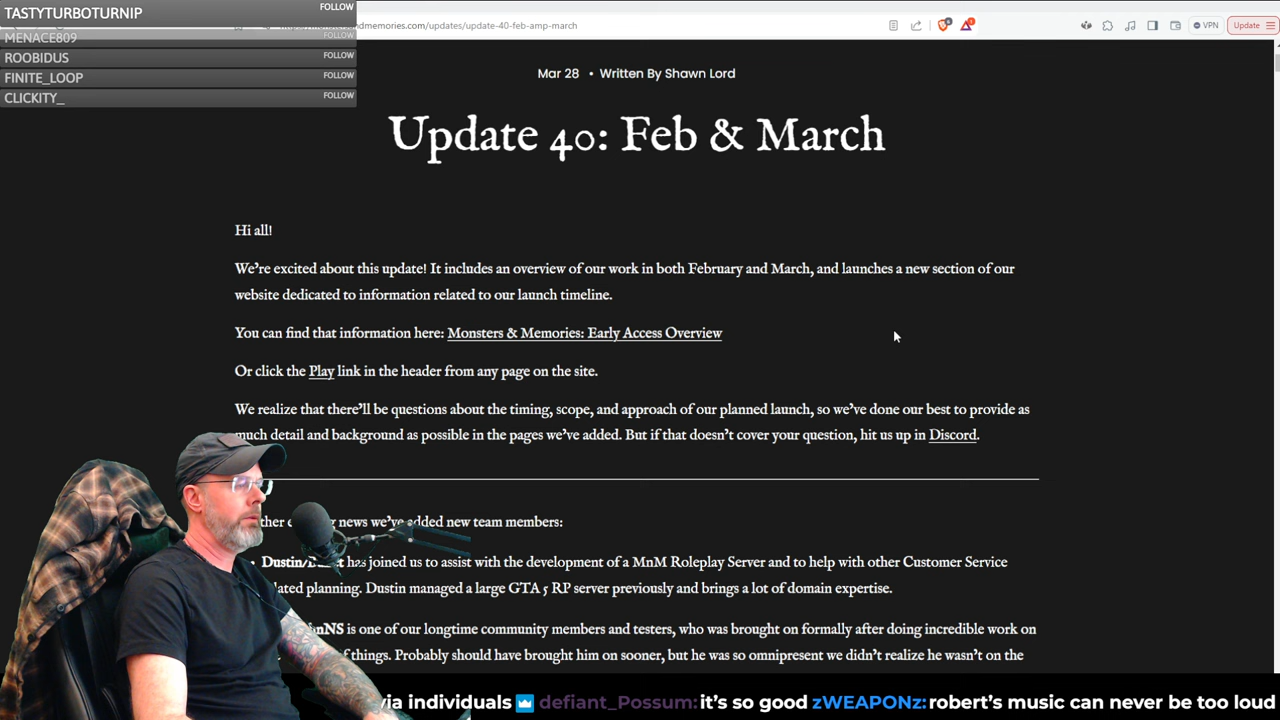 TASTYTURBOTURNIP FOLLOW
MENACE809 FOLLOW
ROOBIDUS FOLLOW
FINITE_LOOP FOLLOW
CLICKITY_ FOLLOW
ndmemories.com/updates/update-40-feb-amp-march
VPN
Update
Mar 28 • Written By Shawn Lord
Update 40: Feb & March
Hi all!
We're excited about this update! It includes an overview of our work in both February and March, and launches a new section of our
website dedicated to information related to our launch timeline.
You can find that information here: Monsters & Memories: Early Access Overview
Or click the Play link in the header from any page on the site.
We realize that there'll be questions about the timing, scope, and approach of our planned launch, so we've done our best to provide as
much detail and background as possible in the pages we've added. But if that doesn't cover your question, hit us up in Discord.
news we've added new team members:
has joined us to assist with the development of a MnM Roleplay Server and to help with other Customer Service
planning. Dustin managed a large GTA 5 RP server previously and brings a lot of domain expertise.
is one of our longtime community members and testers, who was brought on formally after doing incredible work on
of things. Probably should have brought him on sooner, but he was so omnipresent we didn't realize he wasn't on the
via individuals defiant_Possum: it's so good zWEAPONz: robert's music can never be too loud